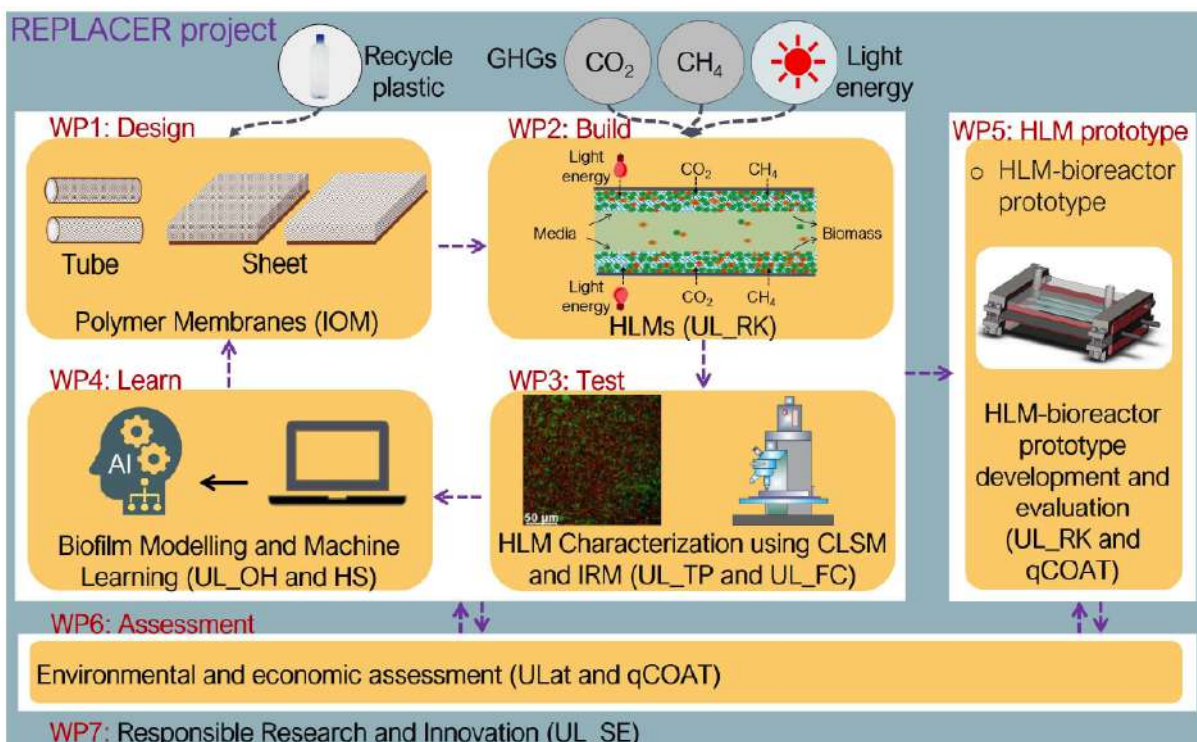 REPLACER project
Recycle
plastic
GHGs
CO2
CH4
Light
energy
WP1: Design
Tube
Sheet
Polymer Membranes (IOM)
WP2: Build
Light
energy
CO2
CH4
Media
Biomass
Light
energy
CO2
CH4
HLMs (UL_RK)
WP5: HLM prototype
○ HLM-bioreactor
prototype
HLM-bioreactor
prototype
development and
evaluation
(UL_RK and
qCOAT)
WP4: Learn
AI
Biofilm Modelling and Machine
Learning (UL_OH and HS)
WP3: Test
50 µm
HLM Characterization using CLSM
and IRM (UL_TP and UL_FC)
WP6: Assessment
Environmental and economic assessment (ULat and qCOAT)
WP7: Responsible Research and Innovation (UL_SE)